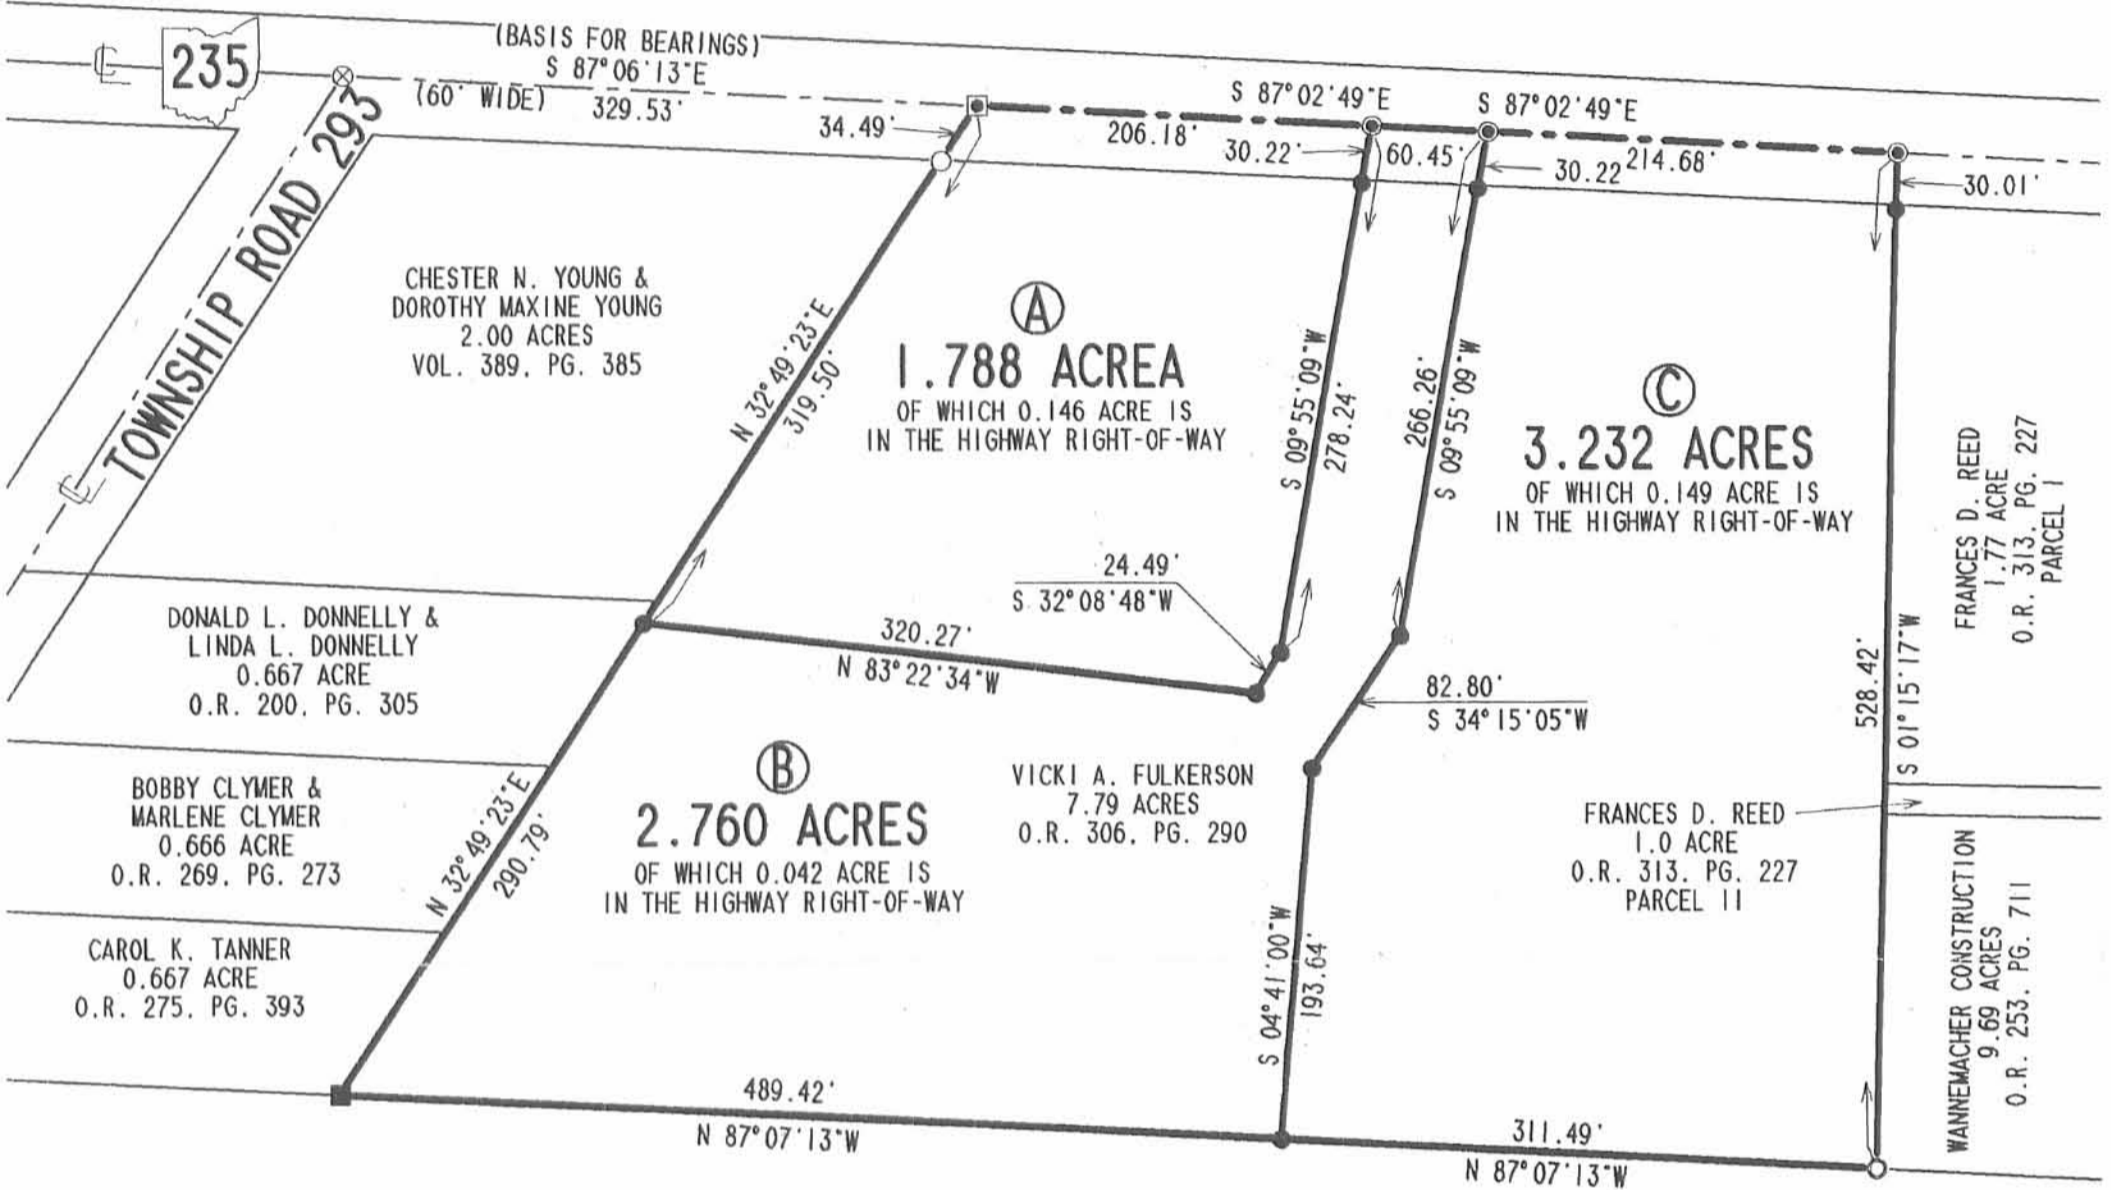 (BASIS FOR BEARINGS)
S 87°06'13"E
(60' WIDE)
329.53'
235
TOWNSHIP ROAD 293
34.49'
S 87°02'49"E
206.18'
30.22'
60.45'
S 87°02'49"E
30.22
214.68'
30.01'
CHESTER N. YOUNG &
DOROTHY MAXINE YOUNG
2.00 ACRES
VOL. 389, PG. 385
N 32°49'23"E
319.50'
A
1.788 ACREA
OF WHICH 0.146 ACRE IS
IN THE HIGHWAY RIGHT-OF-WAY
S 09°55'09"W
278.24'
266.26'
S 09°55'09"W
C
3.232 ACRES
OF WHICH 0.149 ACRE IS
IN THE HIGHWAY RIGHT-OF-WAY
FRANCES D. REED
1.77 ACRE
O.R. 313, PG. 227
PARCEL I
24.49'
S 32°08'48"W
320.27'
N 83°22'34"W
82.80'
S 34°15'05"W
528.42'
S 01°15'17"W
DONALD L. DONNELLY &
LINDA L. DONNELLY
0.667 ACRE
O.R. 200, PG. 305
BOBBY CLYMER &
MARLENE CLYMER
0.666 ACRE
O.R. 269, PG. 273
N 32°49'23"E
290.79'
B
2.760 ACRES
OF WHICH 0.042 ACRE IS
IN THE HIGHWAY RIGHT-OF-WAY
VICKI A. FULKERSON
7.79 ACRES
O.R. 306, PG. 290
FRANCES D. REED
1.0 ACRE
O.R. 313, PG. 227
PARCEL II
S 04°41'00"W
193.64'
WANNEMACHER CONSTRUCTION
9.69 ACRES
O.R. 253, PG. 711
CAROL K. TANNER
0.667 ACRE
O.R. 275, PG. 393
489.42'
N 87°07'13"W
311.49'
N 87°07'13"W